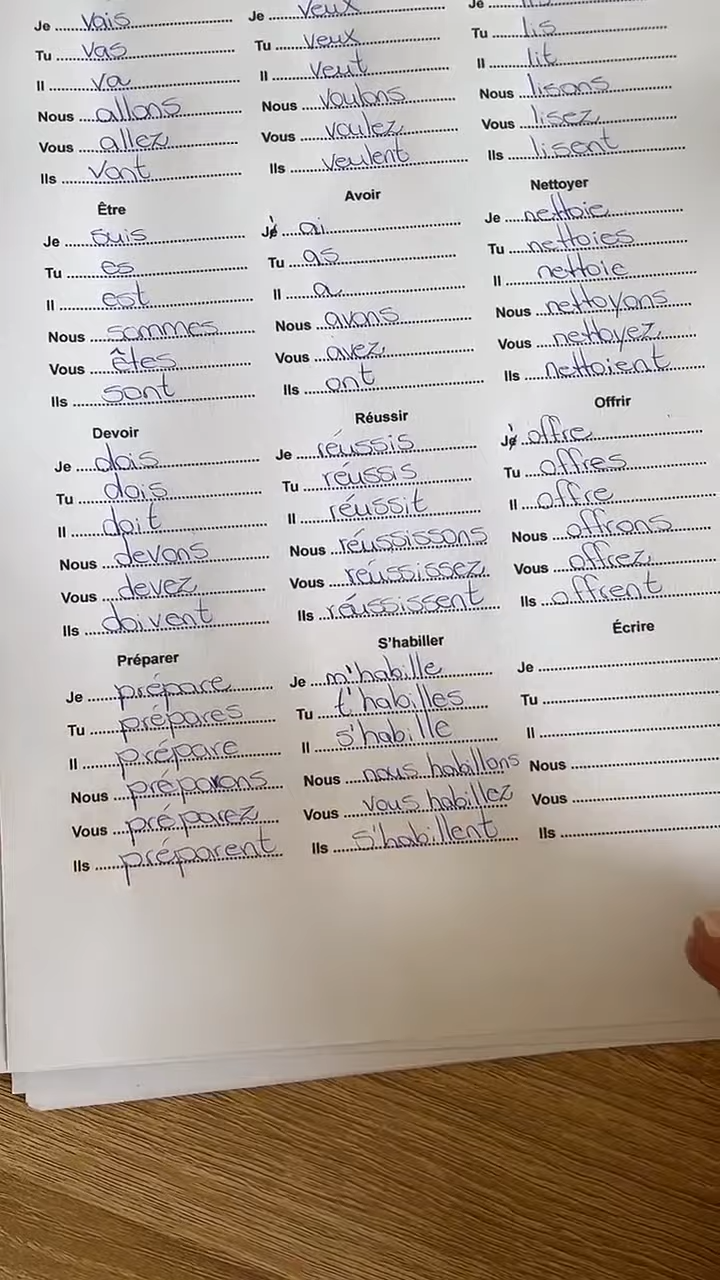 Je vais
Tu vas
Il va
Nous allons
Vous allez
Ils vont
Je veux
Tu veux
Il veut
Nous voulons
Vous voulez
Ils veulent
Je
Tu lis
Il lit
Nous lisons
Vous lisez
Ils lisent
Être
Je suis
Tu es
Il est
Nous sommes
Vous êtes
Ils sont
Avoir
J' ai
Tu as
Il a
Nous avons
Vous avez
Ils ont
Nettoyer
Je nettoie
Tu nettoies
Il nettoie
Nous nettoyons
Vous nettoyez
Ils nettoient
Devoir
Je dois
Tu dois
Il doit
Nous devons
Vous devez
Ils doivent
Réussir
Je réussis
Tu réussis
Il réussit
Nous réussissons
Vous réussissez
Ils réussissent
Offrir
J' offre
Tu offres
Il offre
Nous offrons
Vous offrez
Ils offrent
Préparer
Je prépare
Tu prépares
Il prépare
Nous préparons
Vous préparez
Ils préparent
S'habiller
Je m'habille
Tu t'habilles
Il s'habille
Nous nous habillons
Vous vous habillez
Ils s'habillent
Écrire
Je
Tu
Il
Nous
Vous
Ils